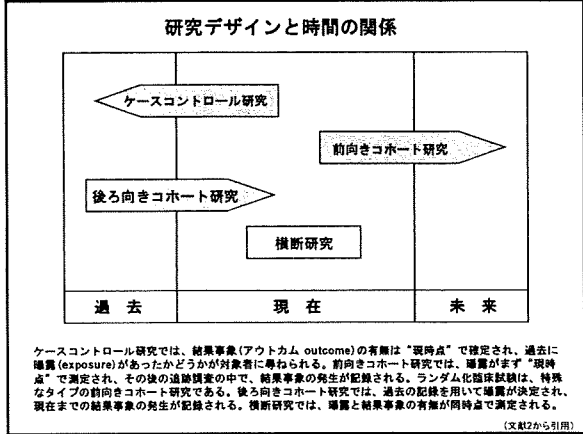 研究デザインと時間の関係
ケースコントロール研究
前向きコホート研究
後ろ向きコホート研究
横断研究
過 去
現 在
未 来
ケースコントロール研究では、結果事象(アウトカム outcome)の有無は“現時点”で確定され、過去に
曝露(exposure)があったかどうかが対象者に尋ねられる。前向きコホート研究では、曝露がまず“現時
点”で測定され、その後の追跡調査の中で、結果事象の発生が記録される。ランダム化臨床試験は、特殊
なタイプの前向きコホート研究である。後ろ向きコホート研究では、過去の記録を用いて曝露が決定され、
現在までの結果事象の発生が記録される。横断研究では、曝露と結果事象の有無が同時点で測定される。
(文献2から引用)